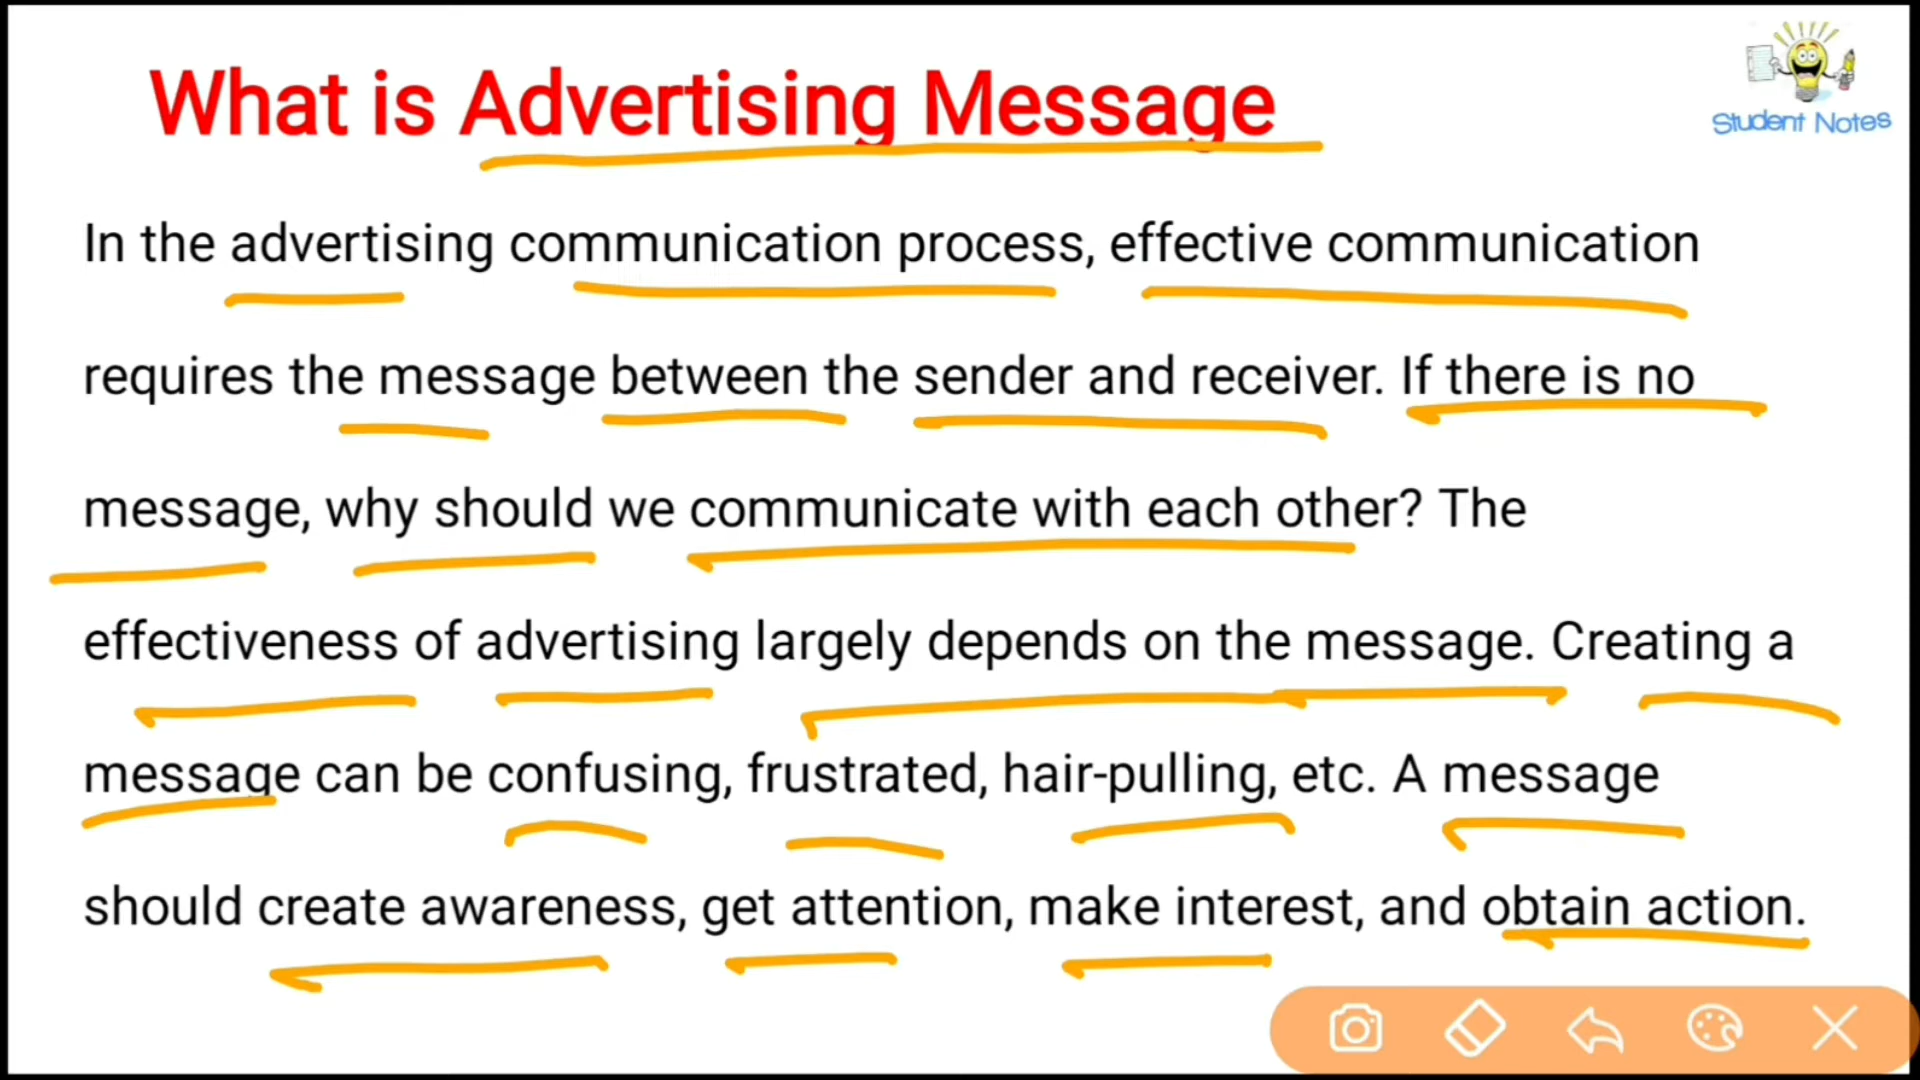 What is Advertising Message
Student Notes
In the advertising communication process, effective communication
requires the message between the sender and receiver. If there is no
message, why should we communicate with each other? The
effectiveness of advertising largely depends on the message. Creating a
message can be confusing, frustrated, hair-pulling, etc. A message
should create awareness, get attention, make interest, and obtain action.